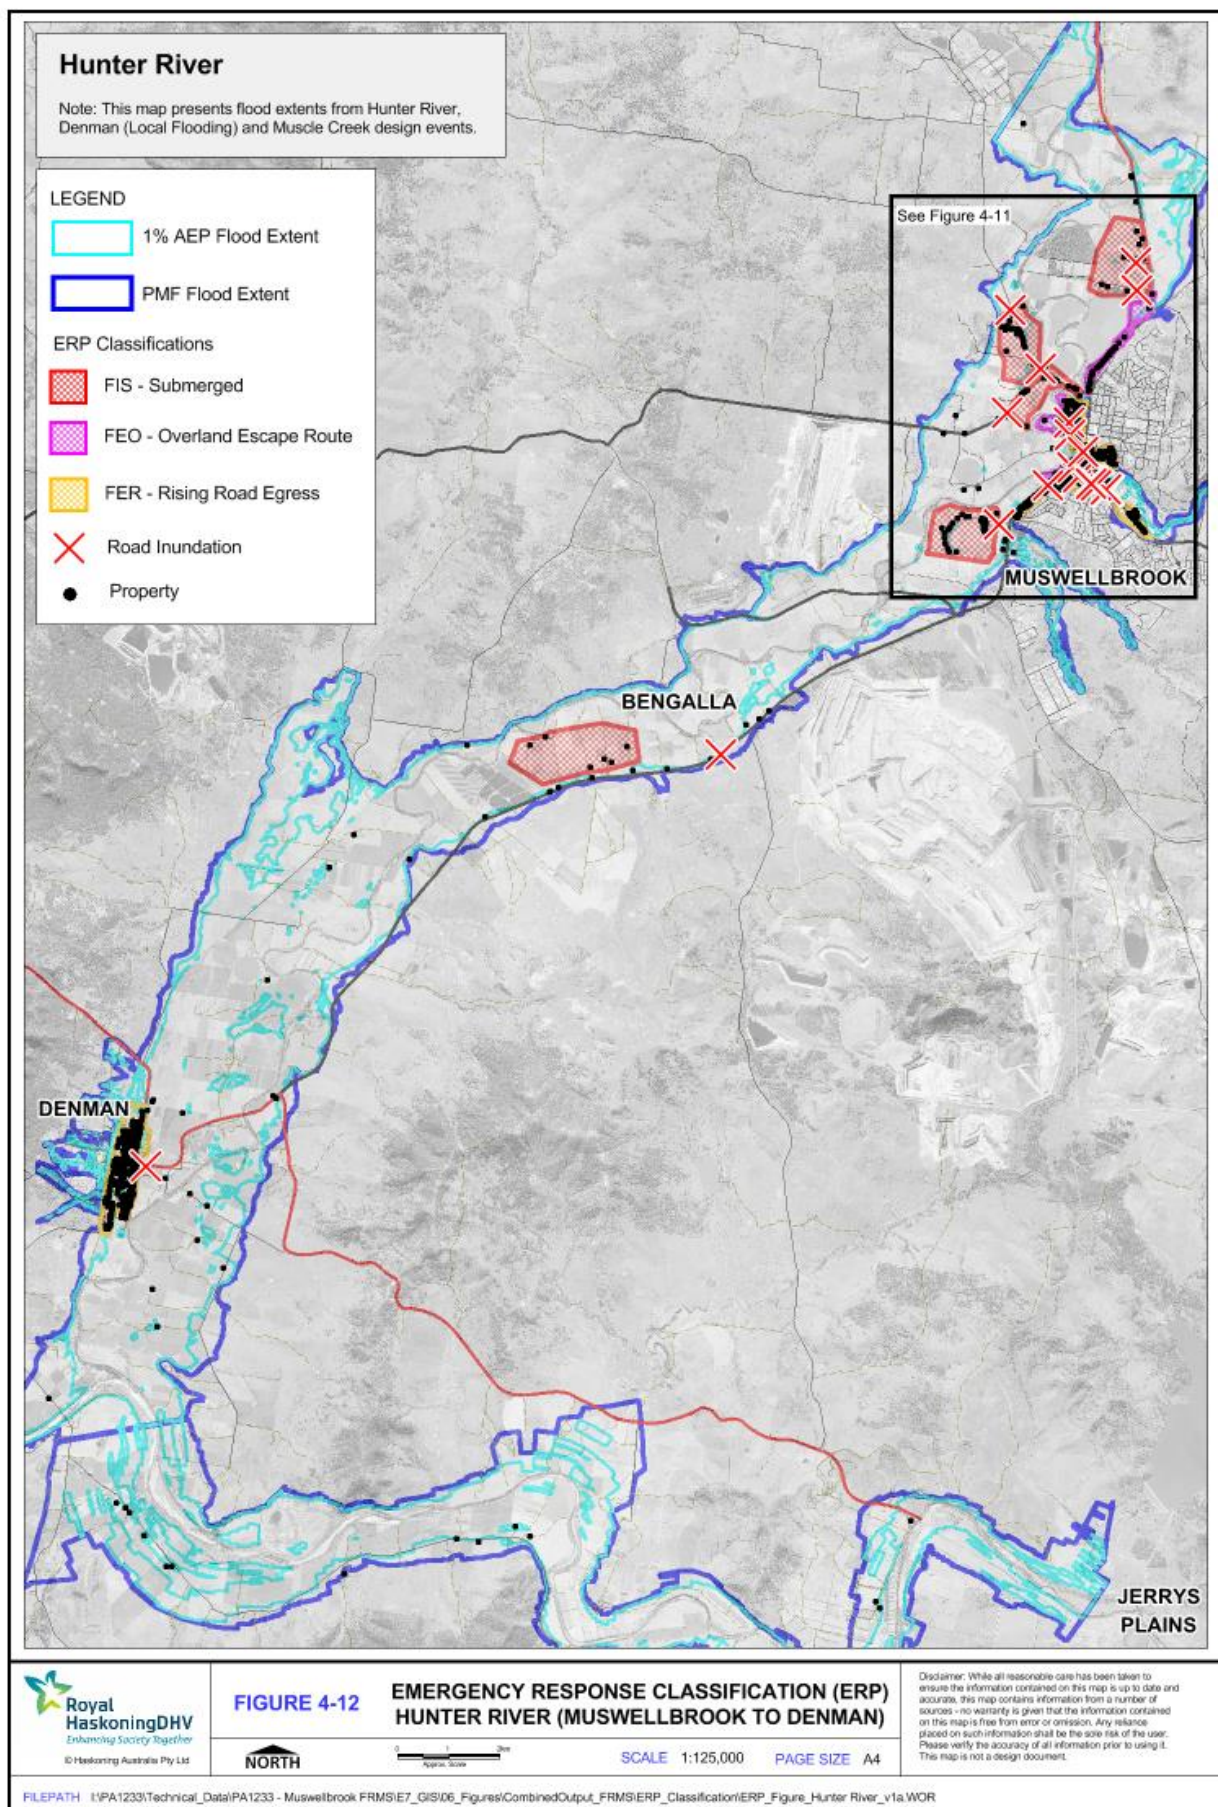 Hunter River
Note: This map presents flood extents from Hunter River,
Denman (Local Flooding) and Muscle Creek design events.
LEGEND
1% AEP Flood Extent
PMF Flood Extent
ERP Classifications
FIS - Submerged
FEO - Overland Escape Route
FER - Rising Road Egress
Road Inundation
Property
See Figure 4-11
MUSWELLBROOK
BENGALLA
DENMAN
JERRYS
PLAINS
Royal
HaskoningDHV
Enhancing Society Together
© Haskoning Australia Pty Ltd
FIGURE 4-12
EMERGENCY RESPONSE CLASSIFICATION (ERP)
HUNTER RIVER (MUSWELLBROOK TO DENMAN)
NORTH
0 1 2km
Approx. Scale
SCALE 1:125,000 PAGE SIZE A4
Disclaimer: While all reasonable care has been taken to
ensure the information contained on this map is up to date and
accurate, this map contains information from a number of
sources - no warranty is given that the information contained
on this map is free from error or omission. Any reliance
placed on such information shall be the sole risk of the user.
Please verify the accuracy of all information prior to using it.
This map is not a design document.
FILEPATH I:\PA1233\Technical_Data\PA1233 - Muswellbrook FRMS\E7_GIS\06_Figures\CombinedOutput_FRMS\ERP_Classification\ERP_Figure_Hunter River_v1a.WOR